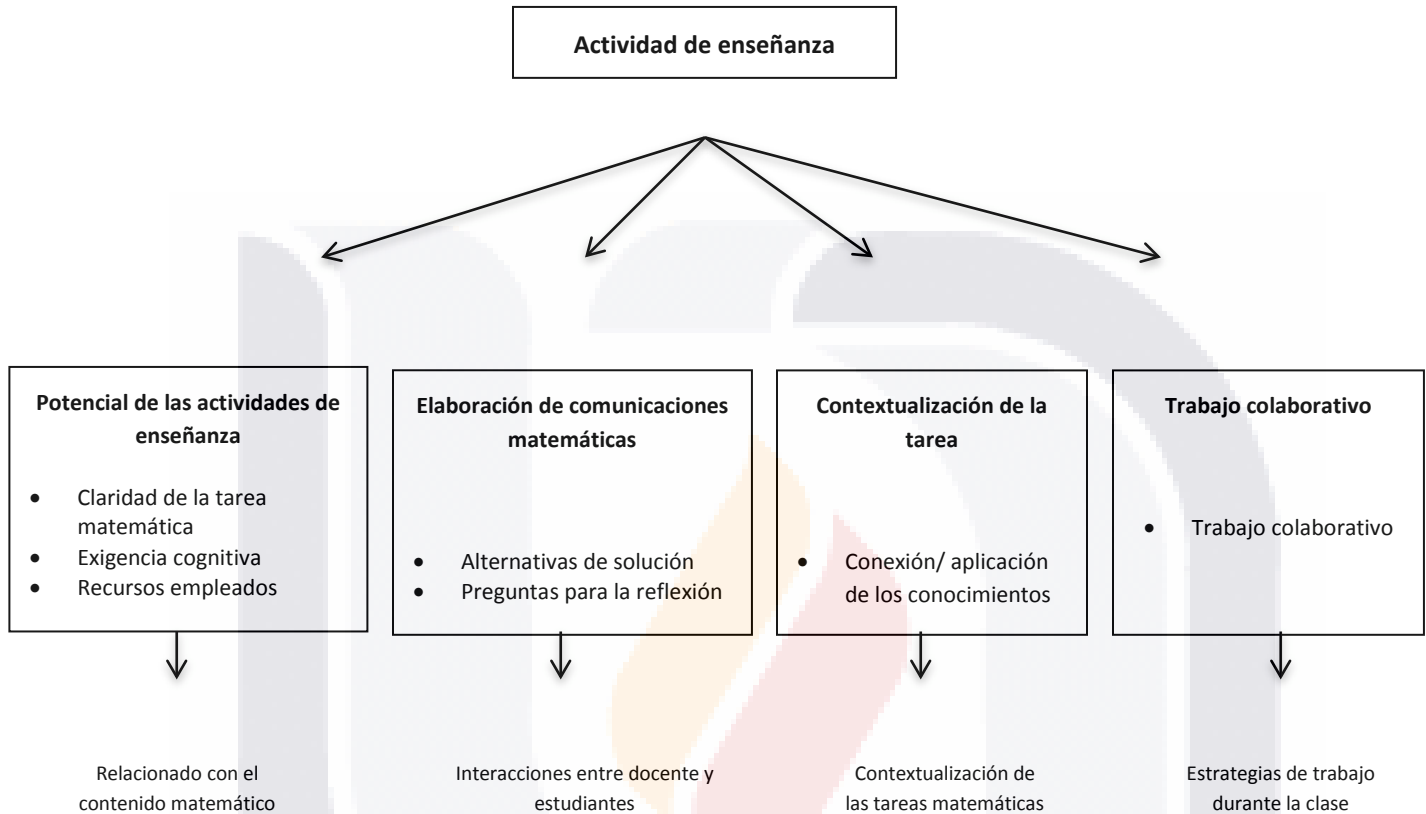 Actividad de enseñanza
Potencial de las actividades de
enseñanza
• Claridad de la tarea
matemática
• Exigencia cognitiva
• Recursos empleados
Elaboración de comunicaciones
matemáticas
• Alternativas de solución
• Preguntas para la reflexión
Contextualización de la
tarea
• Conexión/ aplicación
de los conocimientos
Trabajo colaborativo
• Trabajo colaborativo
Relacionado con el
contenido matemático
Interacciones entre docente y
estudiantes
Contextualización de
las tareas matemáticas
Estrategias de trabajo
durante la clase